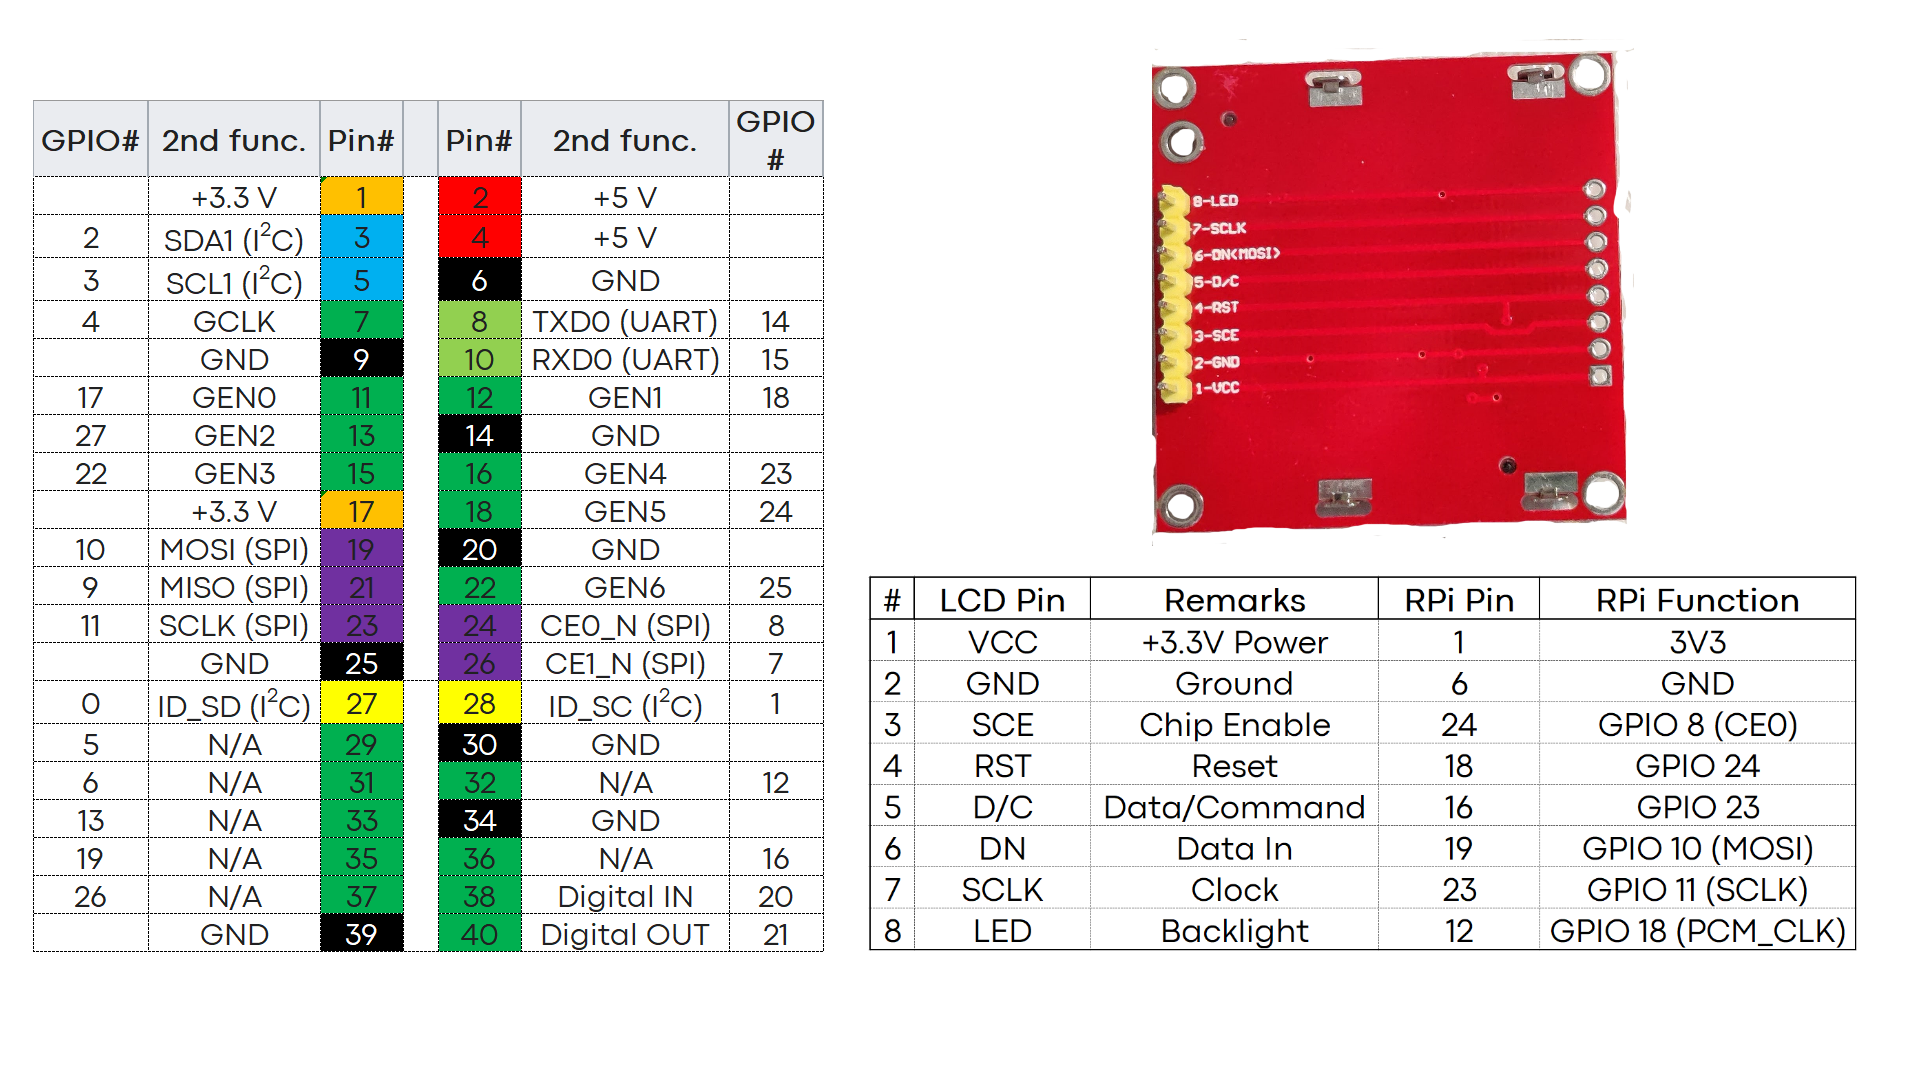 GPIO# 2nd func. Pin# Pin# 2nd func. GPIO #
+3.3 V 1 2 +5 V
2 SDA1 (I²C) 3 4 +5 V
3 SCL1 (I²C) 5 6 GND
4 GCLK 7 8 TXD0 (UART) 14
GND 9 10 RXD0 (UART) 15
17 GEN0 11 12 GEN1 18
27 GEN2 13 14 GND
22 GEN3 15 16 GEN4 23
+3.3 V 17 18 GEN5 24
10 MOSI (SPI) 19 20 GND
9 MISO (SPI) 21 22 GEN6 25
11 SCLK (SPI) 23 24 CE0_N (SPI) 8
GND 25 26 CE1_N (SPI) 7
0 ID_SD (I²C) 27 28 ID_SC (I²C) 1
5 N/A 29 30 GND
6 N/A 31 32 N/A 12
13 N/A 33 34 GND
19 N/A 35 36 N/A 16
26 N/A 37 38 Digital IN 20
GND 39 40 Digital OUT 21
8-LED
7-SCLK
6-DN<MOSI>
5-D/C
4-RST
3-SCE
2-GND
1-VCC
# LCD Pin Remarks RPi Pin RPi Function
1 VCC +3.3V Power 1 3V3
2 GND Ground 6 GND
3 SCE Chip Enable 24 GPIO 8 (CE0)
4 RST Reset 18 GPIO 24
5 D/C Data/Command 16 GPIO 23
6 DN Data In 19 GPIO 10 (MOSI)
7 SCLK Clock 23 GPIO 11 (SCLK)
8 LED Backlight 12 GPIO 18 (PCM_CLK)